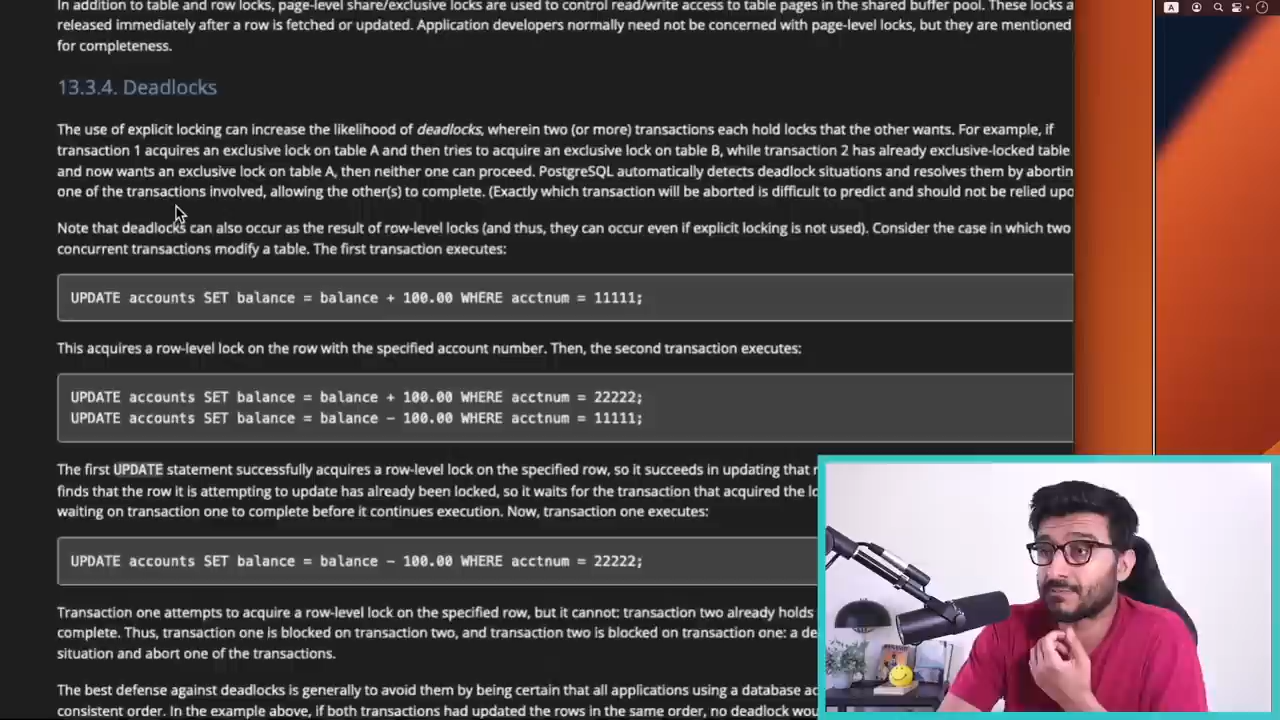 In addition to table and row locks, page-level share/exclusive locks are used to control read/write access to table pages in the shared buffer pool. These locks a
released immediately after a row is fetched or updated. Application developers normally need not be concerned with page-level locks, but they are mentioned
for completeness.
13.3.4. Deadlocks
The use of explicit locking can increase the likelihood of deadlocks, wherein two (or more) transactions each hold locks that the other wants. For example, if
transaction 1 acquires an exclusive lock on table A and then tries to acquire an exclusive lock on table B, while transaction 2 has already exclusive-locked table
and now wants an exclusive lock on table A, then neither one can proceed. PostgreSQL automatically detects deadlock situations and resolves them by abortin
one of the transactions involved, allowing the other(s) to complete. (Exactly which transaction will be aborted is difficult to predict and should not be relied upo
Note that deadlocks can also occur as the result of row-level locks (and thus, they can occur even if explicit locking is not used). Consider the case in which two
concurrent transactions modify a table. The first transaction executes:
UPDATE accounts SET balance = balance + 100.00 WHERE acctnum = 11111;
This acquires a row-level lock on the row with the specified account number. Then, the second transaction executes:
UPDATE accounts SET balance = balance + 100.00 WHERE acctnum = 22222;
UPDATE accounts SET balance = balance - 100.00 WHERE acctnum = 11111;
The first UPDATE statement successfully acquires a row-level lock on the specified row, so it succeeds in updating that r
finds that the row it is attempting to update has already been locked, so it waits for the transaction that acquired the lo
waiting on transaction one to complete before it continues execution. Now, transaction one executes:
UPDATE accounts SET balance = balance - 100.00 WHERE acctnum = 22222;
Transaction one attempts to acquire a row-level lock on the specified row, but it cannot: transaction two already holds
complete. Thus, transaction one is blocked on transaction two, and transaction two is blocked on transaction one: a de
situation and abort one of the transactions.
The best defense against deadlocks is generally to avoid them by being certain that all applications using a database ac
consistent order. In the example above, if both transactions had updated the rows in the same order, no deadlock wou
A